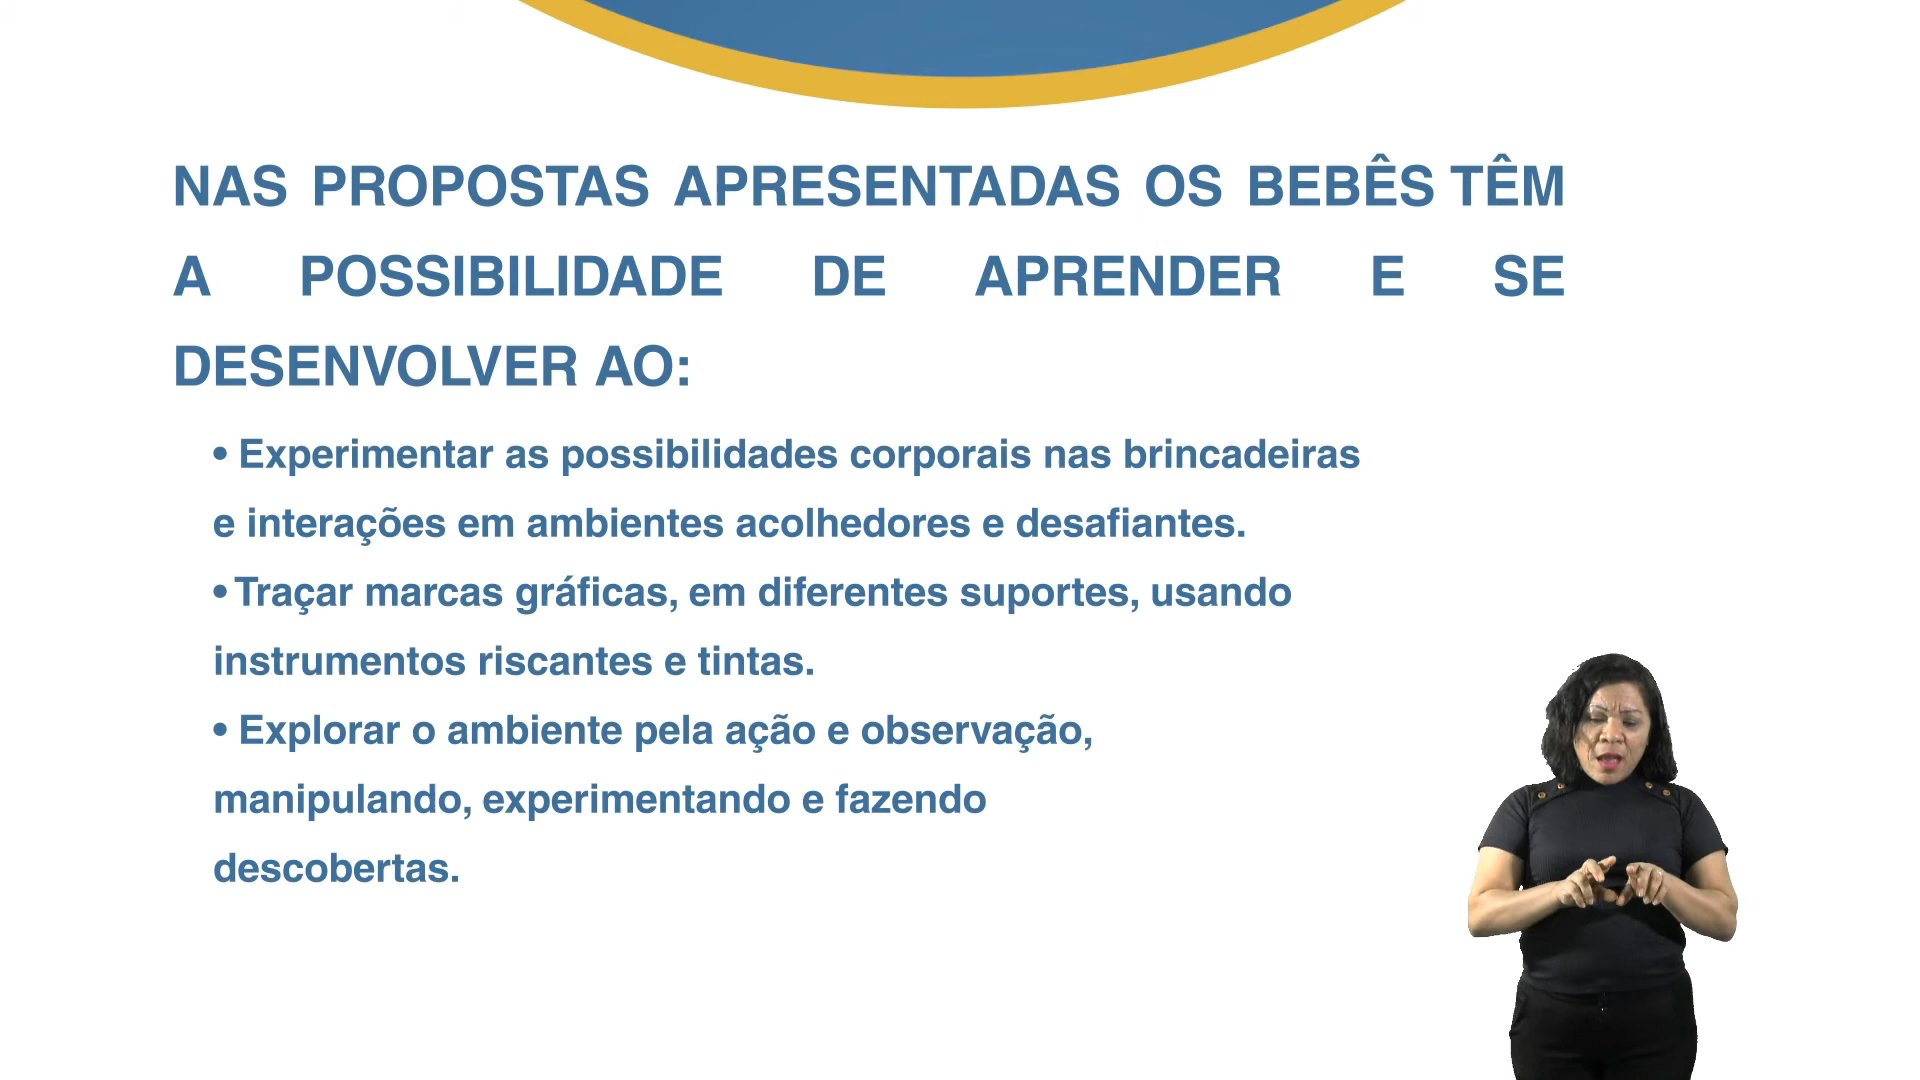 NAS PROPOSTAS APRESENTADAS OS BEBÊS TÊM
A POSSIBILIDADE DE APRENDER E SE
DESENVOLVER AO:
• Experimentar as possibilidades corporais nas brincadeiras
e interações em ambientes acolhedores e desafiantes.
• Traçar marcas gráficas, em diferentes suportes, usando
instrumentos riscantes e tintas.
• Explorar o ambiente pela ação e observação,
manipulando, experimentando e fazendo
descobertas.